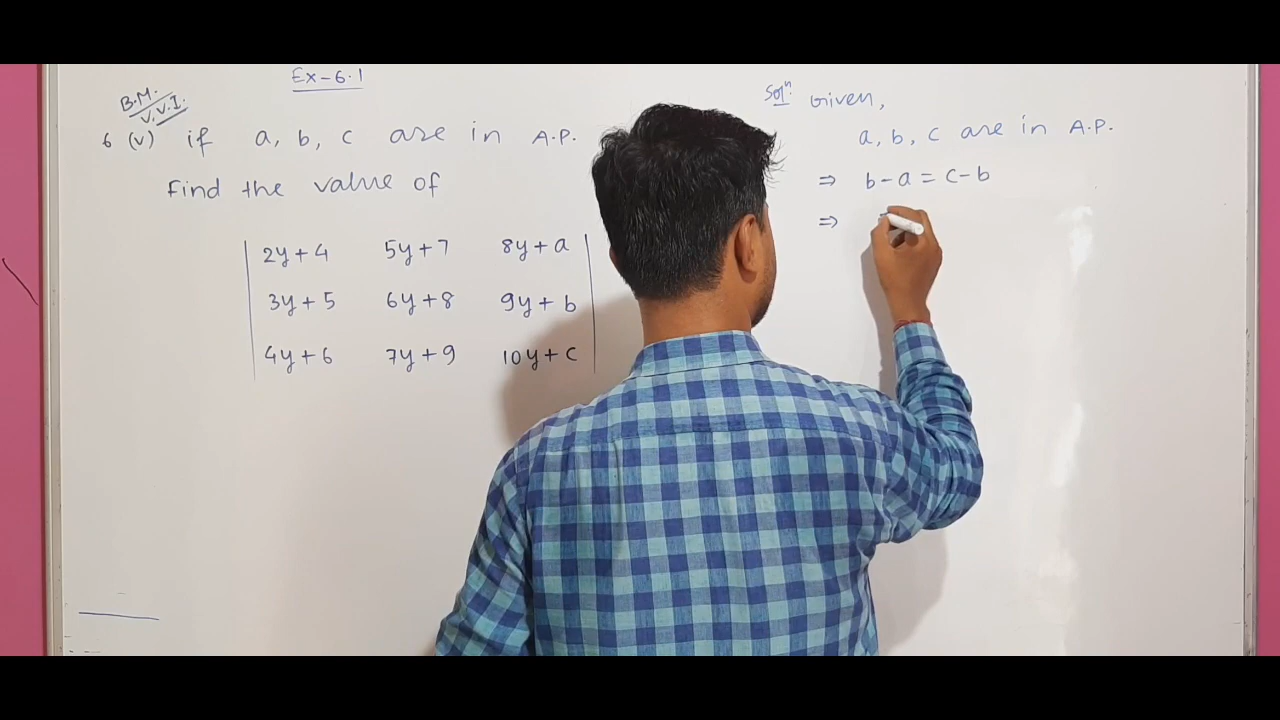 Ex-6.1
B.M.
V.V.I.
6 (v) if a, b, c are in A.P.
Find the value of
2y+4 5y+7 8y+a
3y+5 6y+8 9y+b
4y+6 7y+9 10y+c
Solⁿ: Given,
a, b, c are in A.P.
⇒ b-a = c-b
⇒